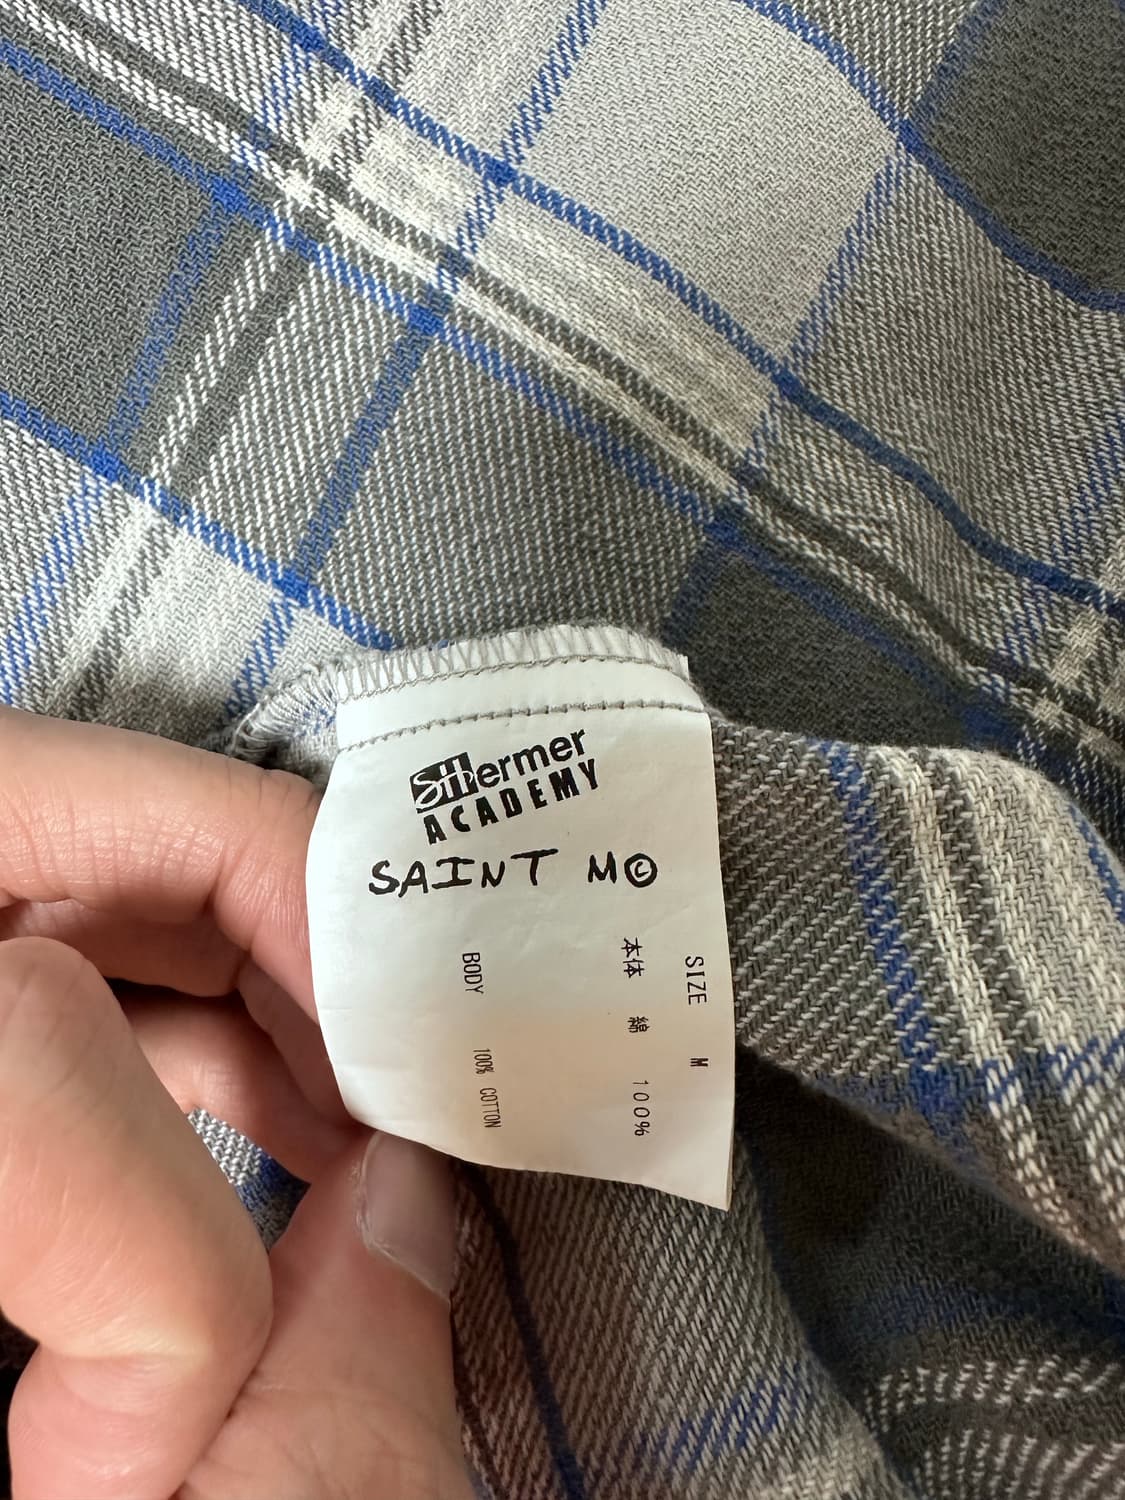 SHermer
ACADEMY
SAINT M©
SIZE M
本体 綿 100%
BODY 100% COTTON